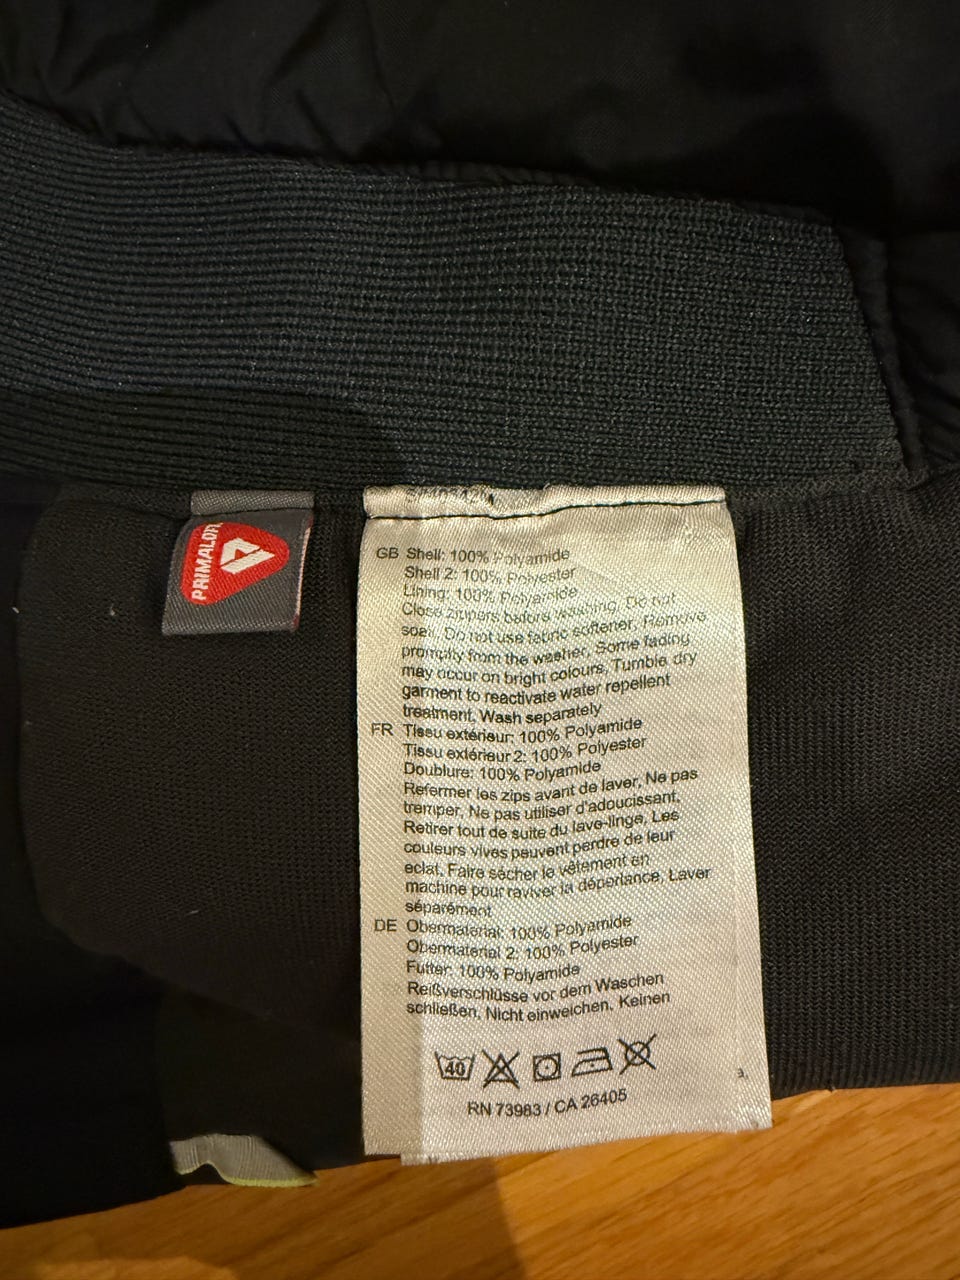 PRIMALOFT
GB Shell: 100% Polyamide
Shell 2: 100% Polyester
Lining: 100% Polyamide
Close zippers before washing, Do not
soak, Do not use fabric softener, Remove
promptly from the washer, Some fading
may occur on bright colours, Tumble dry
garment to reactivate water repellent
treatment, Wash separately
FR Tissu extérieur: 100% Polyamide
Tissu extérieur 2: 100% Polyester
Doublure: 100% Polyamide
Refermer les zips avant de laver, Ne pas
tremper, Ne pas utiliser d'adoucissant,
Retirer tout de suite du lave-linge, Les
couleurs vives peuvent perdre de leur
eclat, Faire sécher le vêtement en
machine pour raviver la déperlance, Laver
séparément
DE Obermaterial: 100% Polyamide
Obermaterial 2: 100% Polyester
Futter: 100% Polyamide
Reißverschlüsse vor dem Waschen
schließen, Nicht einweichen, Keinen
40
RN 73983 / CA 26405